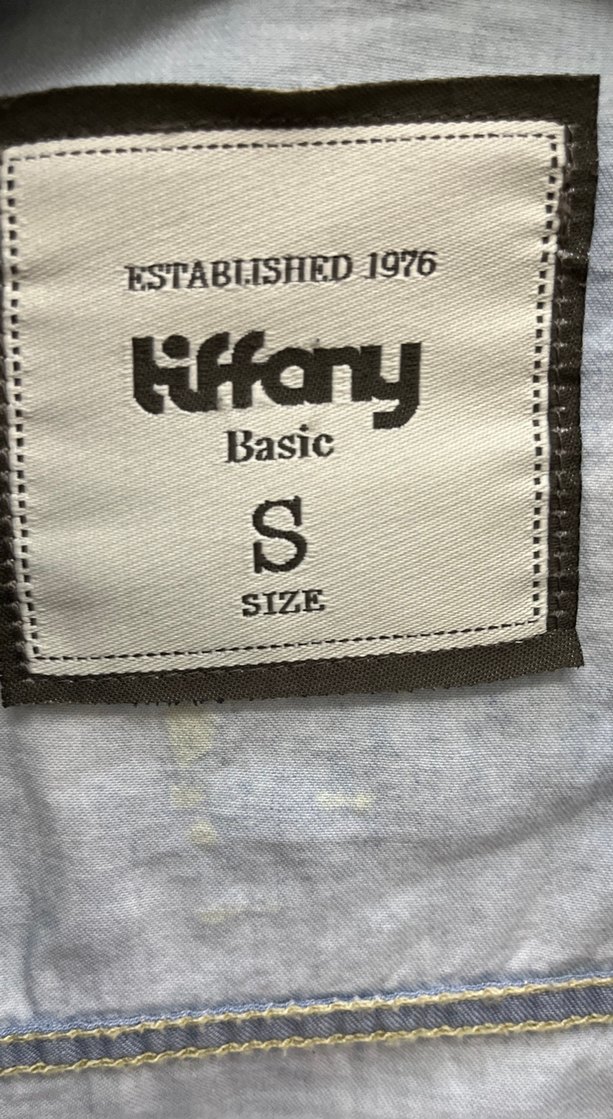 ESTABLISHED 1976
tiffany
Basic
S
SIZE